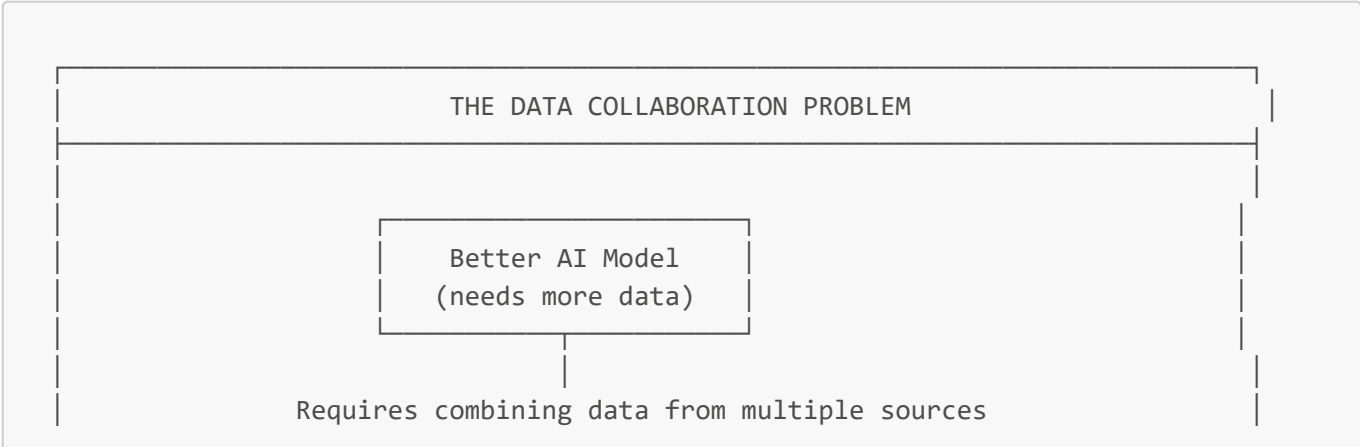 THE DATA COLLABORATION PROBLEM
Better AI Model
(needs more data)
Requires combining data from multiple sources